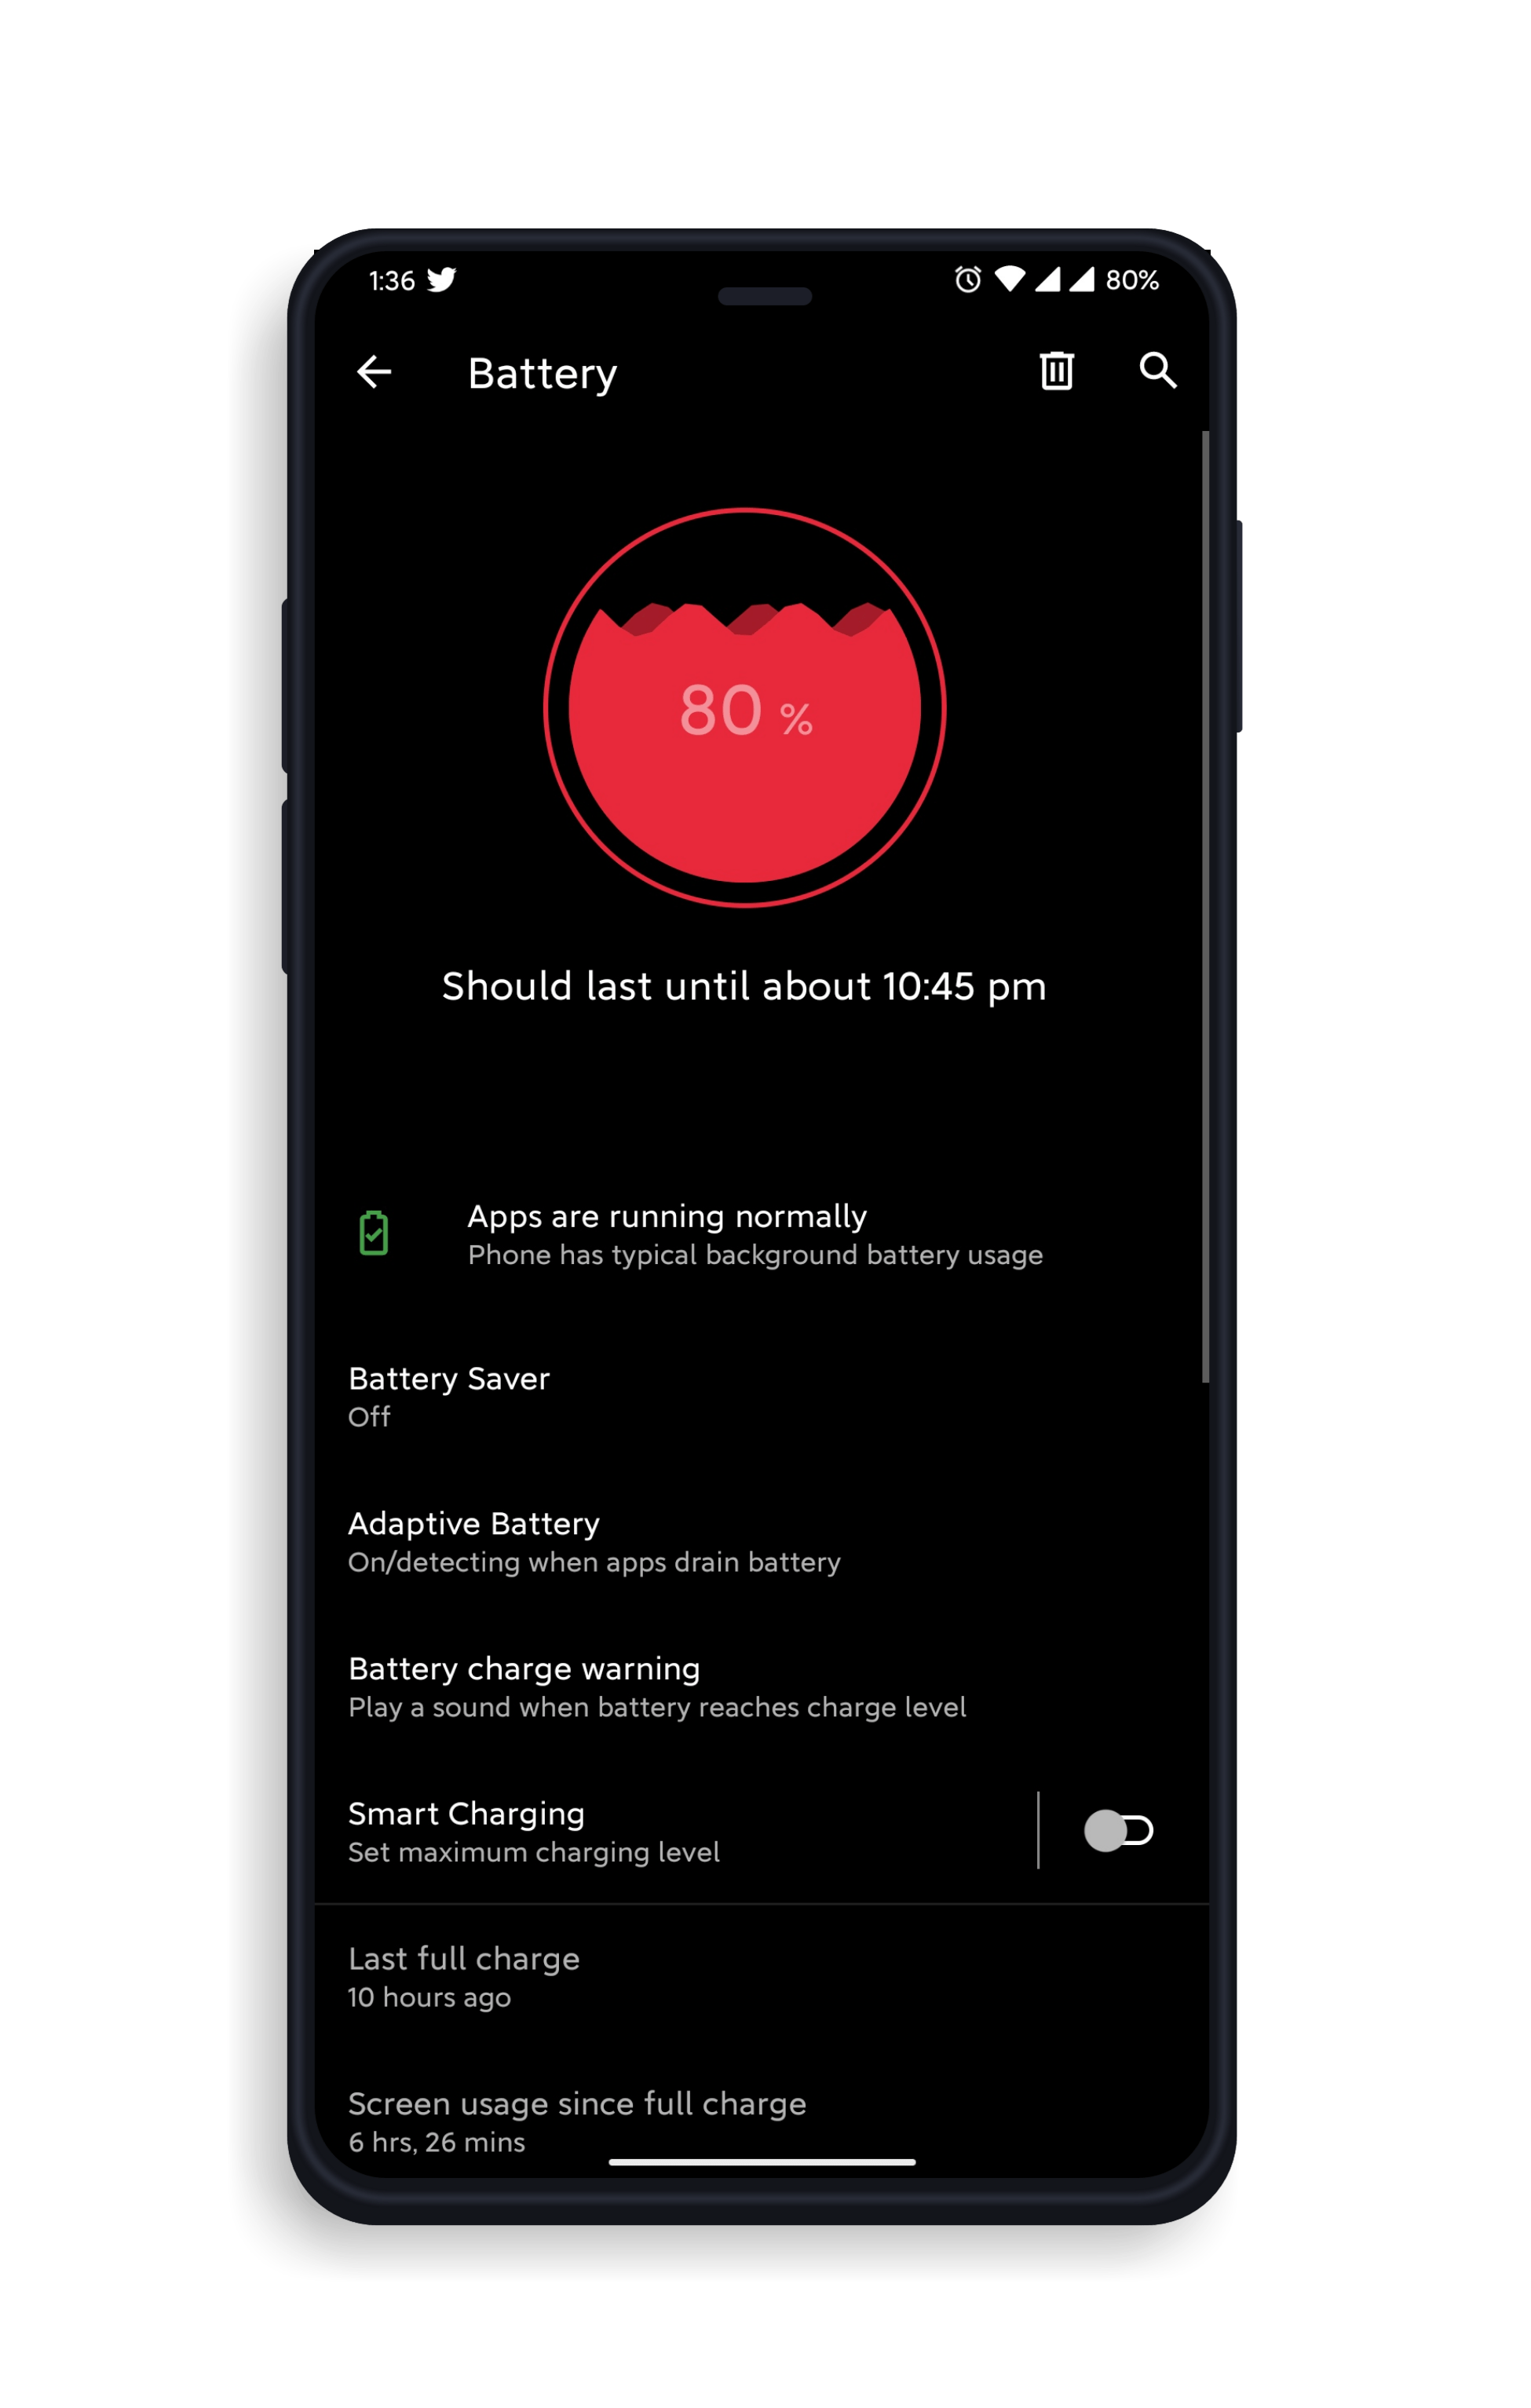 1:36 80%
Battery
80 %
Should last until about 10:45 pm
Apps are running normally
Phone has typical background battery usage
Battery Saver
Off
Adaptive Battery
On/detecting when apps drain battery
Battery charge warning
Play a sound when battery reaches charge level
Smart Charging
Set maximum charging level
Last full charge
10 hours ago
Screen usage since full charge
6 hrs, 26 mins